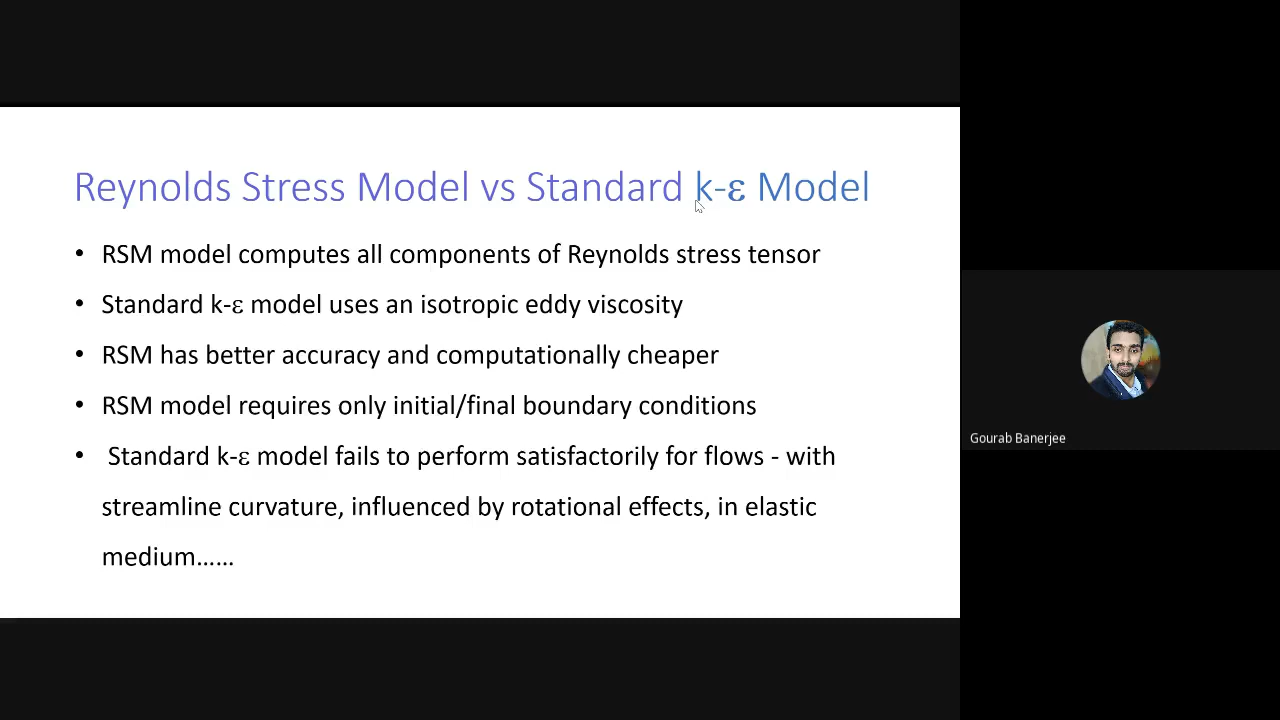 Reynolds Stress Model vs Standard k-ε Model
• RSM model computes all components of Reynolds stress tensor
• Standard k-ε model uses an isotropic eddy viscosity
• RSM has better accuracy and computationally cheaper
• RSM model requires only initial/final boundary conditions
• Standard k-ε model fails to perform satisfactorily for flows - with
streamline curvature, influenced by rotational effects, in elastic
medium……
Gourab Banerjee